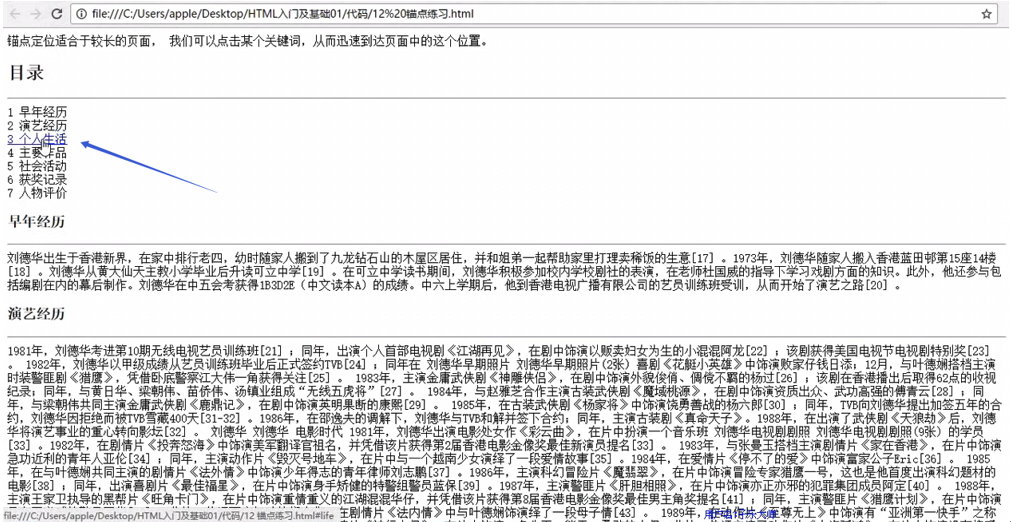 file:///C:/Users/apple/Desktop/HTML入门及基础01/代码/12%20锚点练习.html
锚点定位适合于较长的页面， 我们可以点击某个关键词，从而迅速到达页面中的这个位置。
目录
1 早年经历
2 演艺经历
3 个人生活
4 主要作品
5 社会活动
6 获奖记录
7 人物评价
早年经历
刘德华出生于香港新界，在家中排行老四，幼时随家人搬到了九龙钻石山的木屋区居住，并和姐弟一起帮助家里打理卖稀饭的生意[17] 。1973年，刘德华随家人搬入香港蓝田邨第15座14楼
[18] 。刘德华从黄大仙天主教小学毕业后升读可立中学[19] 。在可立中学读书期间，刘德华积极参加校内学校剧社的表演，在老师杜国威的指导下学习戏剧方面的知识。此外，他还参与包
括编剧在内的幕后制作。刘德华在中五会考获得1B3D2E（中文读本A）的成绩。中六上学期后，他到香港电视广播有限公司的艺员训练班受训，从而开始了演艺之路[20] 。
演艺经历
1981年，刘德华考进第10期无线电视艺员训练班[21] ；同年，出演个人首部电视剧《江湖再见》，在剧中饰演以贩卖妇女为生的小混混阿龙[22] ；该剧获得美国电视节电视剧特别奖[23]
。 1982年，刘德华以甲级成绩从艺员训练班毕业后正式签约TVB[24] ；同年在 刘德华早期照片 刘德华早期照片(2张) 喜剧《花艇小英雄》中饰演败家仔钱日添；12月，与叶德娴搭档主演
时装警匪剧《猎鹰》，凭借卧底警察江大伟一角获得关注[25] 。 1983年，主演金庸武侠剧《神雕侠侣》，在剧中饰演外貌俊俏、倜傥不羁的杨过[26] ；该剧在香港播出后取得62点的收视
纪录；同年，与黄日华、梁朝伟、苗侨伟、汤镇业组成“无线五虎将”[27] 。 1984年，与赵雅芝合作主演古装武侠剧《魔域桃源》，在剧中饰演资质出众、武功高强的傅青云[28] ；同
年，与梁朝伟共同主演金庸武侠剧《鹿鼎记》，在剧中饰演英明果断的康熙[29] 。 1985年，在古装武侠剧《杨家将》中饰演骁勇善战的杨六郎[30] ；同年，TVB向刘德华提出加签五年的合
约，刘德华因拒绝而被TVB雪藏400天[31-32] 。1986年，在邵逸夫的调解下，刘德华与TVB和解并签下合约；同年，主演古装剧《真命天子》。1988年，在出演了武侠剧《天狼劫》后，刘德
华将演艺事业的重心转向影坛[32] 。 刘德华 刘德华 电影时代 1981年，刘德华出演电影处女作《彩云曲》，在片中扮演一个音乐班 刘德华电视剧剧照 刘德华电视剧剧照(9张) 的学员
[33] 。1982年，在剧情片《投奔怒海》中饰演美军翻译官祖名，并凭借该片获得第2届香港电影金像奖最佳新演员提名[33] 。 1983年，与张曼玉搭档主演剧情片《家在香港》，在片中饰演
急功近利的青年人亚伦[34] ；同年，主演动作片《毁灭号地车》，在片中与一个越南少女演绎了一段爱情故事[35] 。1984年，在爱情片《停不了的爱》中饰演富家公子Eric[36] 。 1985
年，在与叶德娴共同主演的剧情片《法外情》中饰演少年得志的青年律师刘志鹏[37] 。 1986年，主演科幻冒险片《魔翡翠》，在片中饰演冒险专家猎鹰一号，这也是他首度出演科幻题材的
电影[38] ；同年，出演喜剧片《最佳福星》，在片中饰演身手矫健的特警组警员蓝保[39] 。 1987年，主演警匪片《肝胆相照》，在片中饰演亦正亦邪的犯罪集团成员阿定[40] 。 1988年，
主演王家卫执导的黑帮片《旺角卡门》，在片中饰演重情重义的江湖混混华仔，并凭借该片获得第8届香港电影金像奖最佳男主角奖提名[41] ；同年，主演警匪片《猎鹰计划》，在片中饰演
在剧情片《法内情》中与叶德娴饰演绎了一段母子情[43] 。 1989年，在动作片《至尊无上》中饰演有“亚洲第一快手”之称
file:///C:/Users/apple/Desktop/HTML入门及基础01/代码/12 锚点练习.html#life